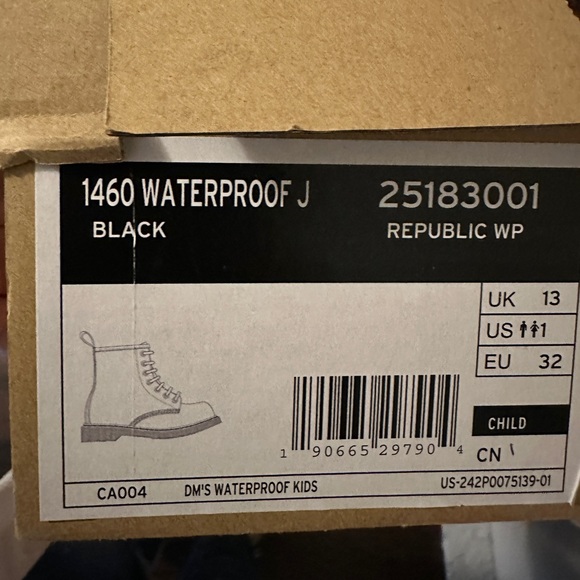 1460 WATERPROOF J 25183001
BLACK REPUBLIC WP
UK 13
US 1
EU 32
CHILD
1 90665 29790 4
CN
CA004 DM'S WATERPROOF KIDS US-242P0075139-01